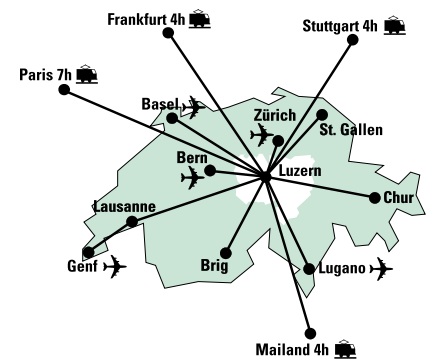 Frankfurt 4h
Stuttgart 4h
Paris 7h
Basel
Zürich
St. Gallen
Bern
Luzern
Chur
Lausanne
Genf
Brig
Lugano
Mailand 4h